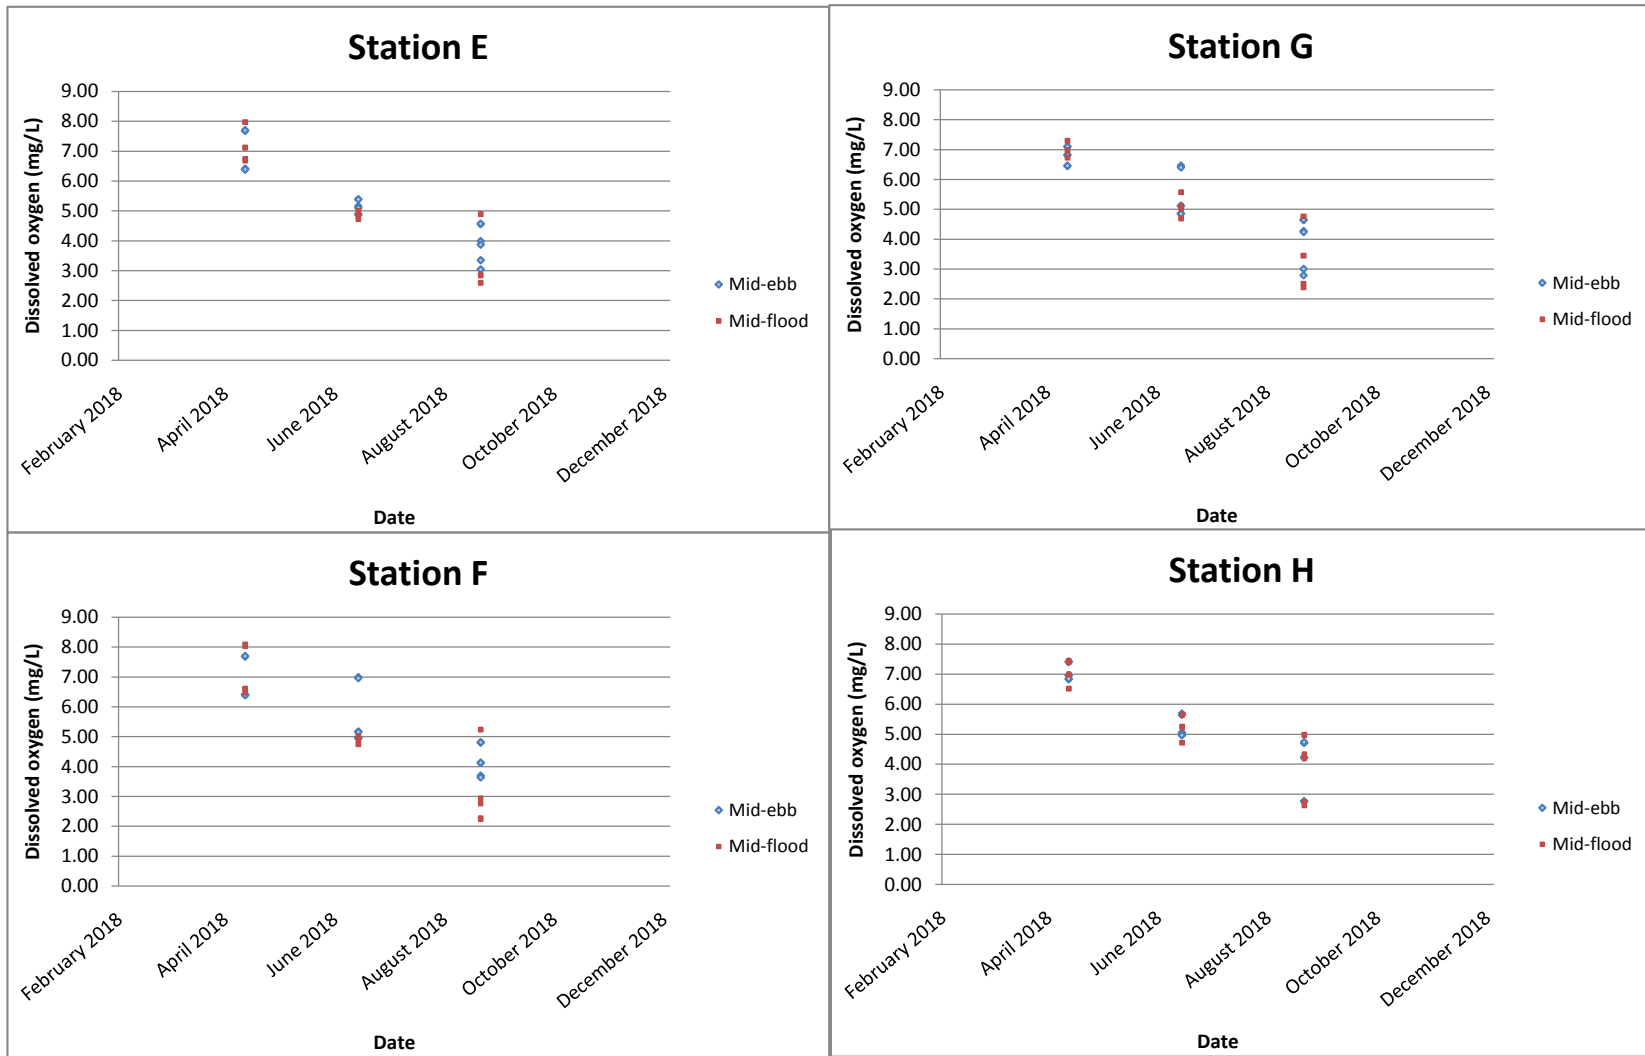 Station E
Dissolved oxygen (mg/L)
9.00
8.00
7.00
6.00
5.00
4.00
3.00
2.00
1.00
0.00
February 2018
April 2018
June 2018
August 2018
October 2018
December 2018
Date
Mid-ebb
Mid-flood
Station G
Dissolved oxygen (mg/L)
9.00
8.00
7.00
6.00
5.00
4.00
3.00
2.00
1.00
0.00
February 2018
April 2018
June 2018
August 2018
October 2018
December 2018
Date
Mid-ebb
Mid-flood
Station F
Dissolved oxygen (mg/L)
9.00
8.00
7.00
6.00
5.00
4.00
3.00
2.00
1.00
0.00
February 2018
April 2018
June 2018
August 2018
October 2018
December 2018
Date
Mid-ebb
Mid-flood
Station H
Dissolved oxygen (mg/L)
9.00
8.00
7.00
6.00
5.00
4.00
3.00
2.00
1.00
0.00
February 2018
April 2018
June 2018
August 2018
October 2018
December 2018
Date
Mid-ebb
Mid-flood